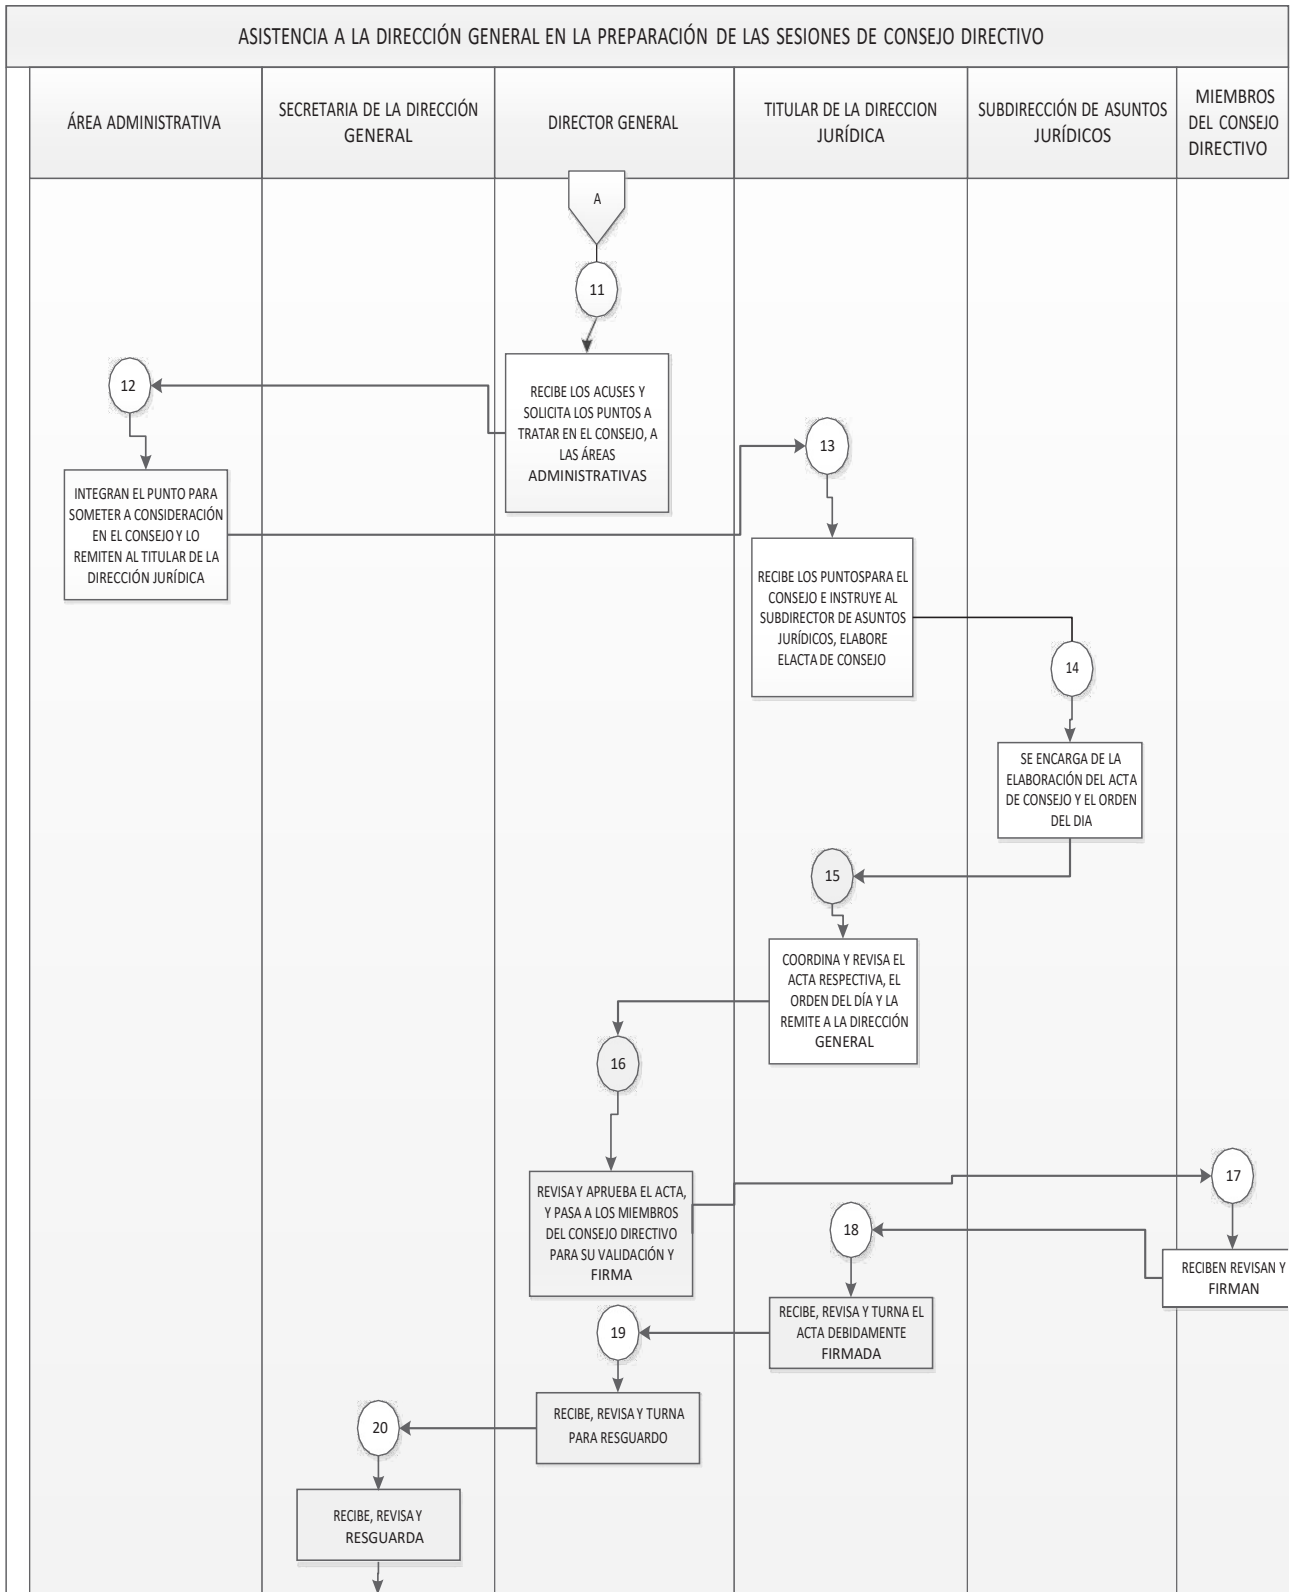 ASISTENCIA A LA DIRECCIÓN GENERAL EN LA PREPARACIÓN DE LAS SESIONES DE CONSEJO DIRECTIVO
ÁREA ADMINISTRATIVA
SECRETARIA DE LA DIRECCIÓN
GENERAL
DIRECTOR GENERAL
TITULAR DE LA DIRECCION
JURÍDICA
SUBDIRECCIÓN DE ASUNTOS
JURÍDICOS
MIEMBROS
DEL CONSEJO
DIRECTIVO
A
11
RECIBE LOS ACUSES Y
SOLICITA LOS PUNTOS A
TRATAR EN EL CONSEJO, A
LAS ÁREAS
ADMINISTRATIVAS
12
INTEGRAN EL PUNTO PARA
SOMETER A CONSIDERACIÓN
EN EL CONSEJO Y LO
REMITEN AL TITULAR DE LA
DIRECCIÓN JURÍDICA
13
RECIBE LOS PUNTOSPARA EL
CONSEJO E INSTRUYE AL
SUBDIRECTOR DE ASUNTOS
JURÍDICOS, ELABORE
ELACTA DE CONSEJO
14
SE ENCARGA DE LA
ELABORACIÓN DEL ACTA
DE CONSEJO Y EL ORDEN
DEL DIA
15
COORDINA Y REVISA EL
ACTA RESPECTIVA, EL
ORDEN DEL DÍA Y LA
REMITE A LA DIRECCIÓN
GENERAL
16
REVISA Y APRUEBA EL ACTA,
Y PASA A LOS MIEMBROS
DEL CONSEJO DIRECTIVO
PARA SU VALIDACIÓN Y
FIRMA
17
RECIBEN REVISAN Y
FIRMAN
18
RECIBE, REVISA Y TURNA EL
ACTA DEBIDAMENTE
FIRMADA
19
RECIBE, REVISA Y TURNA
PARA RESGUARDO
20
RECIBE, REVISA Y
RESGUARDA